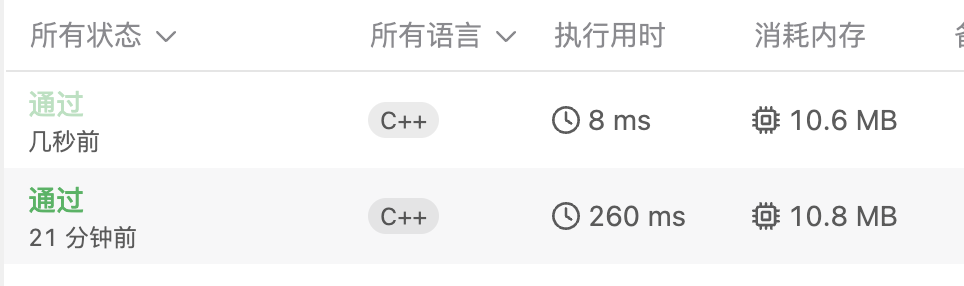 所有状态 所有语言 执行用时 消耗内存
通过
几秒前
C++ 8 ms 10.6 MB
通过
21 分钟前
C++ 260 ms 10.8 MB